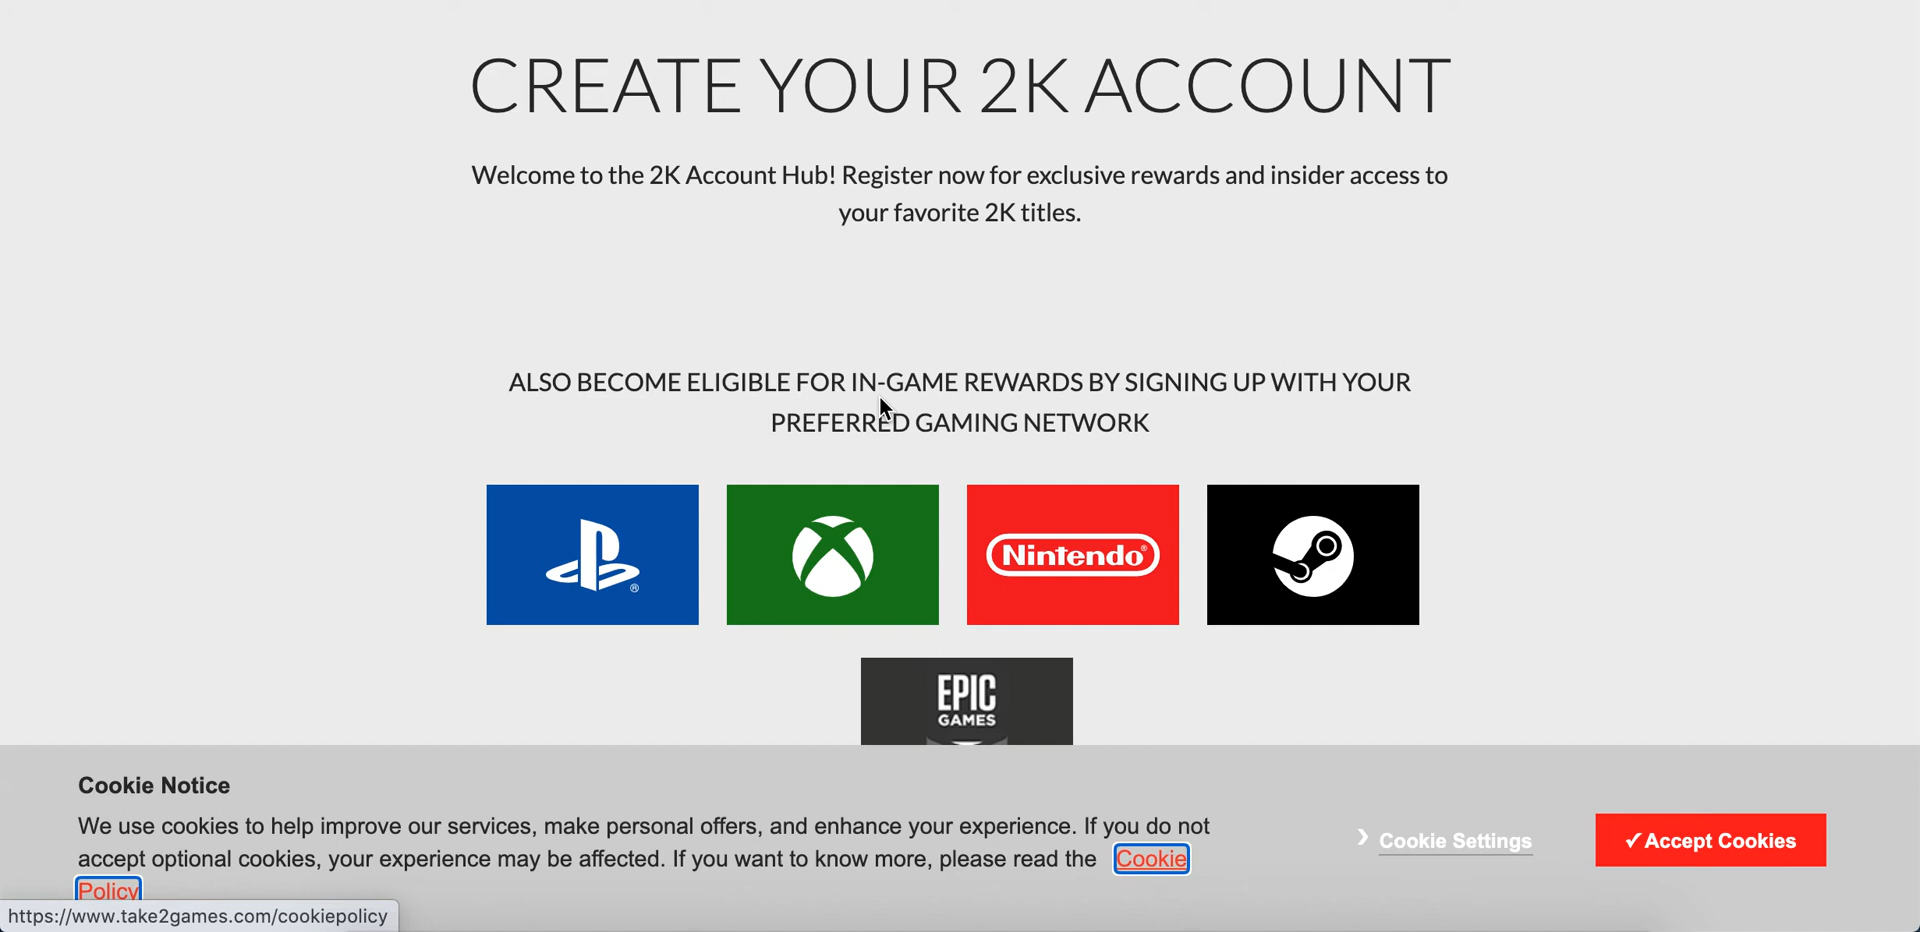 CREATE YOUR 2K ACCOUNT
Welcome to the 2K Account Hub! Register now for exclusive rewards and insider access to
your favorite 2K titles.
ALSO BECOME ELIGIBLE FOR IN-GAME REWARDS BY SIGNING UP WITH YOUR
PREFERRED GAMING NETWORK
Nintendo®
EPIC
GAMES
Cookie Notice
We use cookies to help improve our services, make personal offers, and enhance your experience. If you do not
accept optional cookies, your experience may be affected. If you want to know more, please read the Cookie
Policy
Cookie Settings
✓Accept Cookies
https://www.take2games.com/cookiepolicy